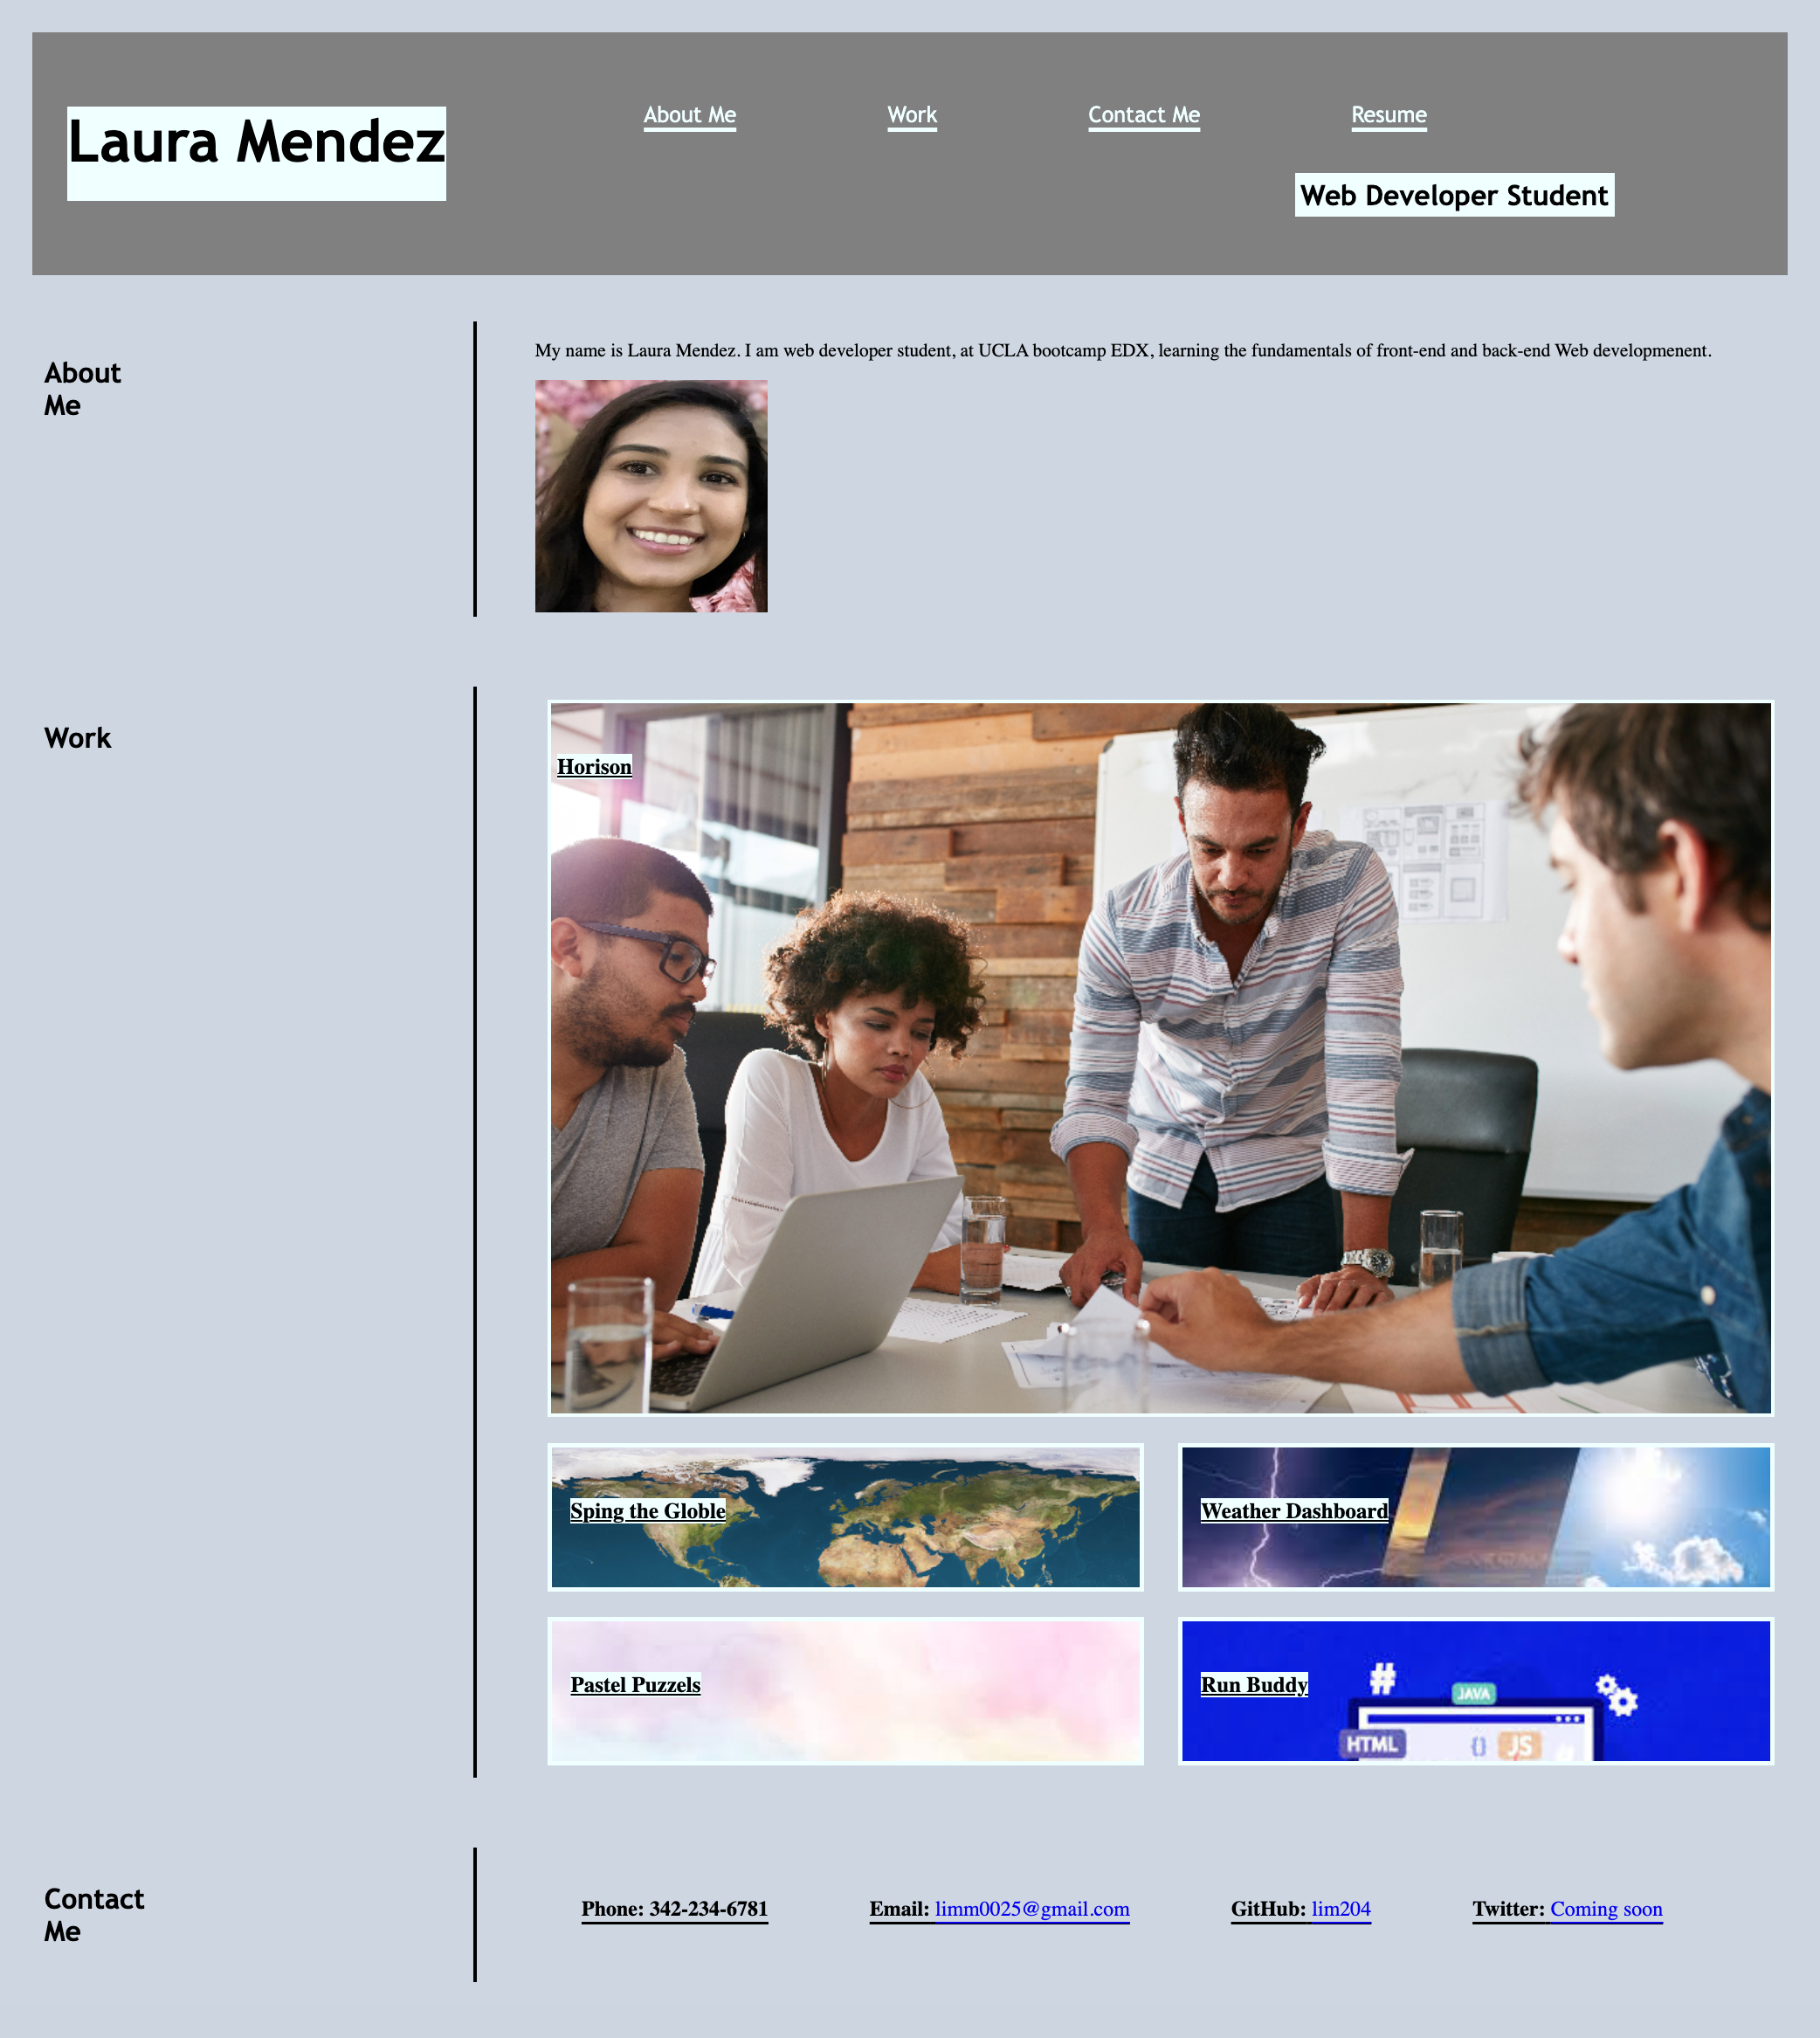 Laura Mendez
About Me
Work
Contact Me
Resume
Web Developer Student
About
Me
My name is Laura Mendez. I am web developer student, at UCLA bootcamp EDX, learning the fundamentals of front-end and back-end Web developmenent.
Work
Horison
Sping the Globle
Weather Dashboard
Pastel Puzzels
Run Buddy
#
JAVA
HTML
{}
JS
#
Contact
Me
Phone: 342-234-6781
Email: limm0025@gmail.com
GitHub: lim204
Twitter: Coming soon